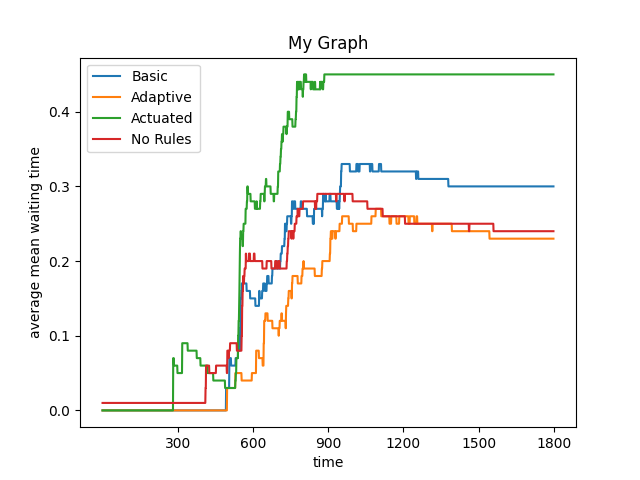 My Graph
Basic
Adaptive
Actuated
No Rules
average mean waiting time
0.4
0.3
0.2
0.1
0.0
300 600 900 1200 1500 1800
time